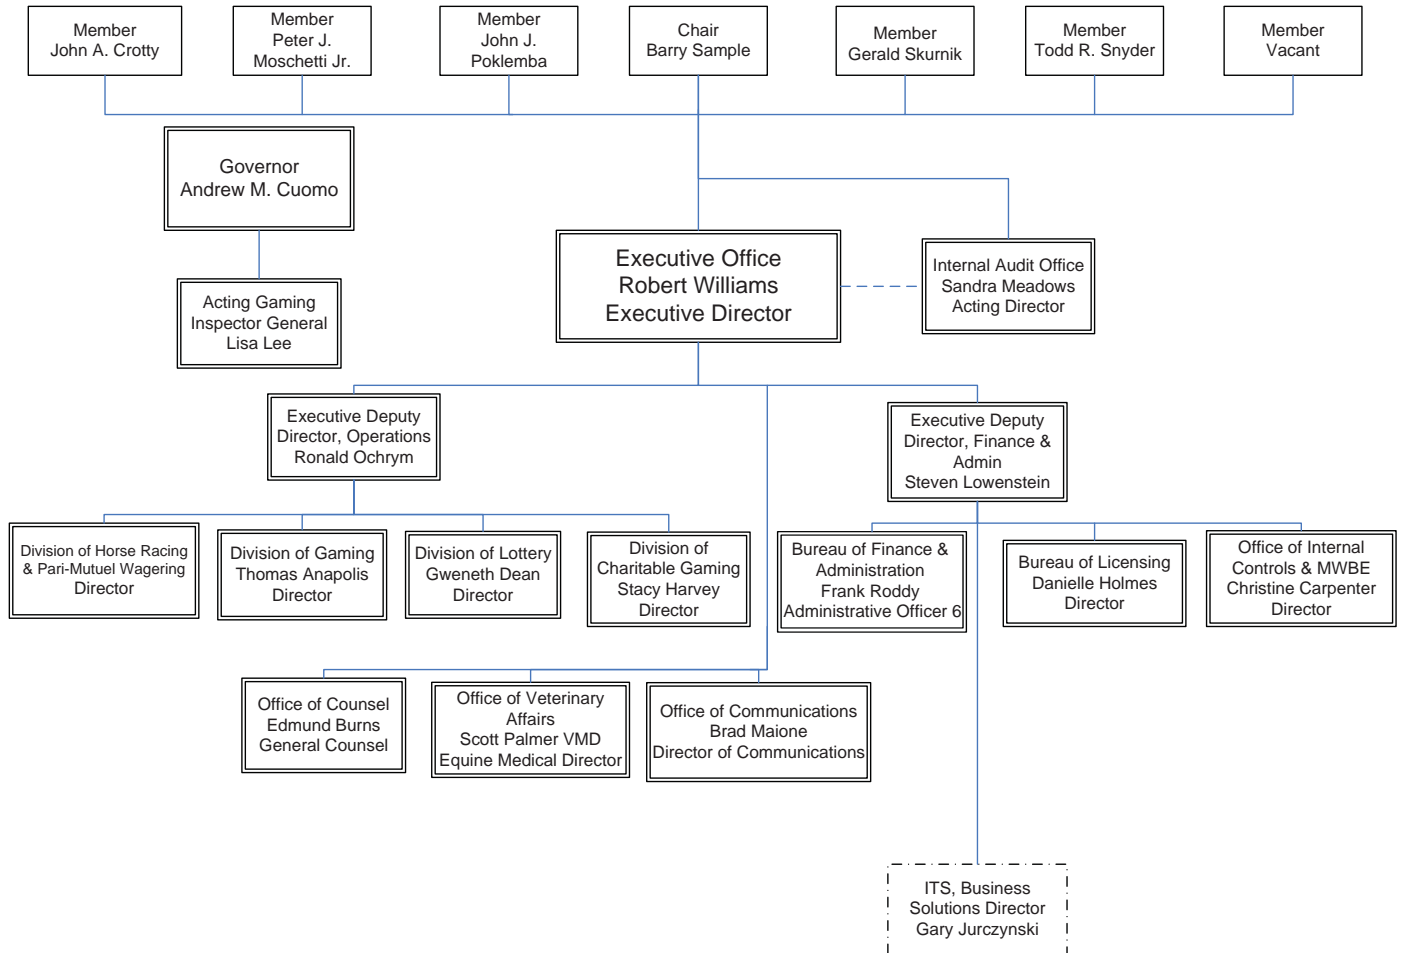 Member
John A. Crotty
Member
Peter J.
Moschetti Jr.
Member
John J.
Poklemba
Chair
Barry Sample
Member
Gerald Skurnik
Member
Todd R. Snyder
Member
Vacant
Governor
Andrew M. Cuomo
Executive Office
Robert Williams
Executive Director
Internal Audit Office
Sandra Meadows
Acting Director
Acting Gaming
Inspector General
Lisa Lee
Executive Deputy
Director, Operations
Ronald Ochrym
Executive Deputy
Director, Finance &
Admin
Steven Lowenstein
Division of Horse Racing
& Pari-Mutuel Wagering
Director
Division of Gaming
Thomas Anapolis
Director
Division of Lottery
Gweneth Dean
Director
Division of
Charitable Gaming
Stacy Harvey
Director
Bureau of Finance &
Administration
Frank Roddy
Administrative Officer 6
Bureau of Licensing
Danielle Holmes
Director
Office of Internal
Controls & MWBE
Christine Carpenter
Director
Office of Counsel
Edmund Burns
General Counsel
Office of Veterinary
Affairs
Scott Palmer VMD
Equine Medical Director
Office of Communications
Brad Maione
Director of Communications
ITS, Business
Solutions Director
Gary Jurczynski